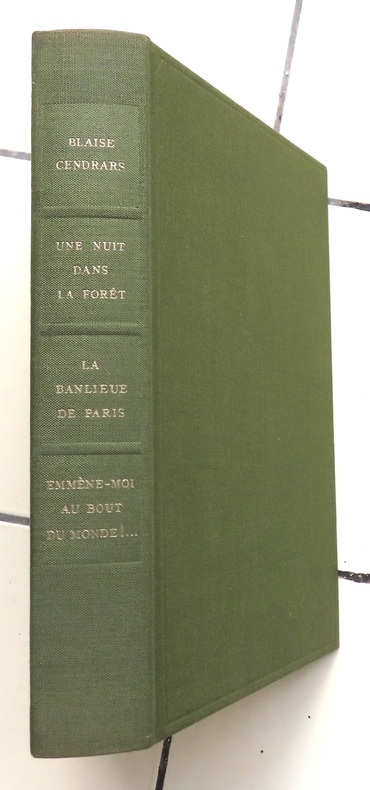 BLAISE
CENDRARS
UNE NUIT
DANS
LA FORÊT
LA
BANLIEUE
DE PARIS
EMMÈNE-MOI
AU BOUT
DU MONDE!...